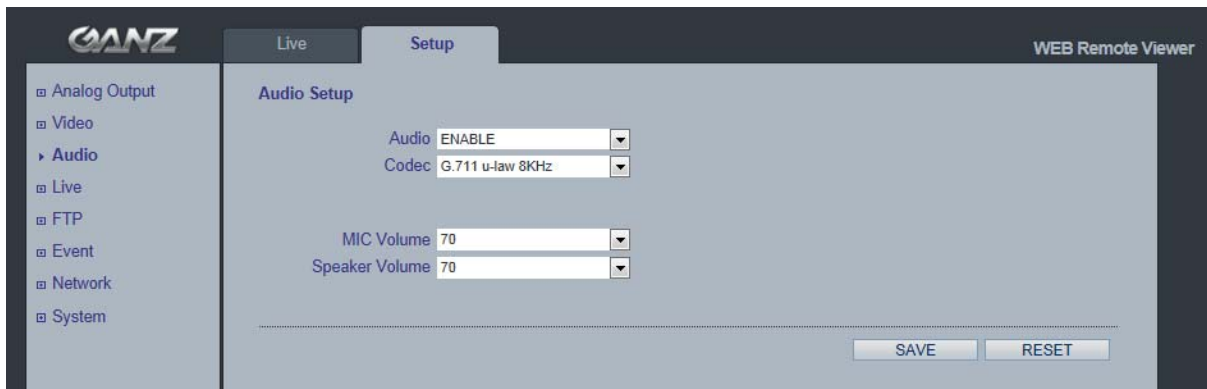 GANZ
Live
Setup
WEB Remote Viewer
Analog Output
Video
Audio
Live
FTP
Event
Network
System
Audio Setup
Audio ENABLE
Codec G.711 u-law 8KHz
MIC Volume 70
Speaker Volume 70
SAVE
RESET